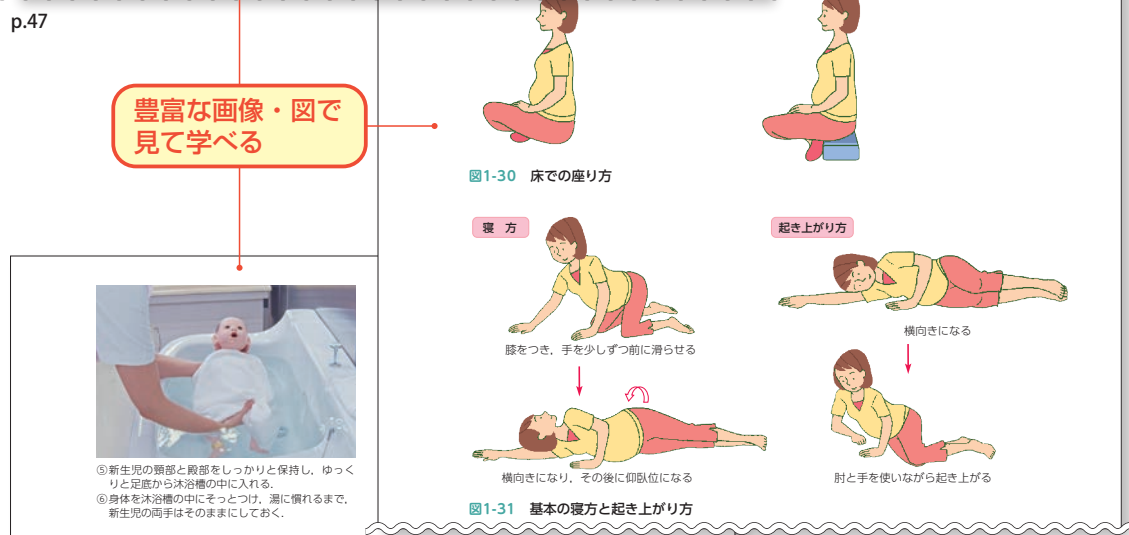 p.47
豊富な画像・図で
見て学べる
図1-30 床での座り方
寝 方
起き上がり方
膝をつき，手を少しずつ前に滑らせる
横向きになる
横向きになり，その後に仰臥位になる
肘と手を使いながら起き上がる
図1-31 基本の寝方と起き上がり方
⑤新生児の頸部と殿部をしっかりと保持し，ゆっく
りと足底から沐浴槽の中に入れる．
⑥身体を沐浴槽の中にそっとつけ，湯に慣れるまで，
新生児の両手はそのままにしておく．